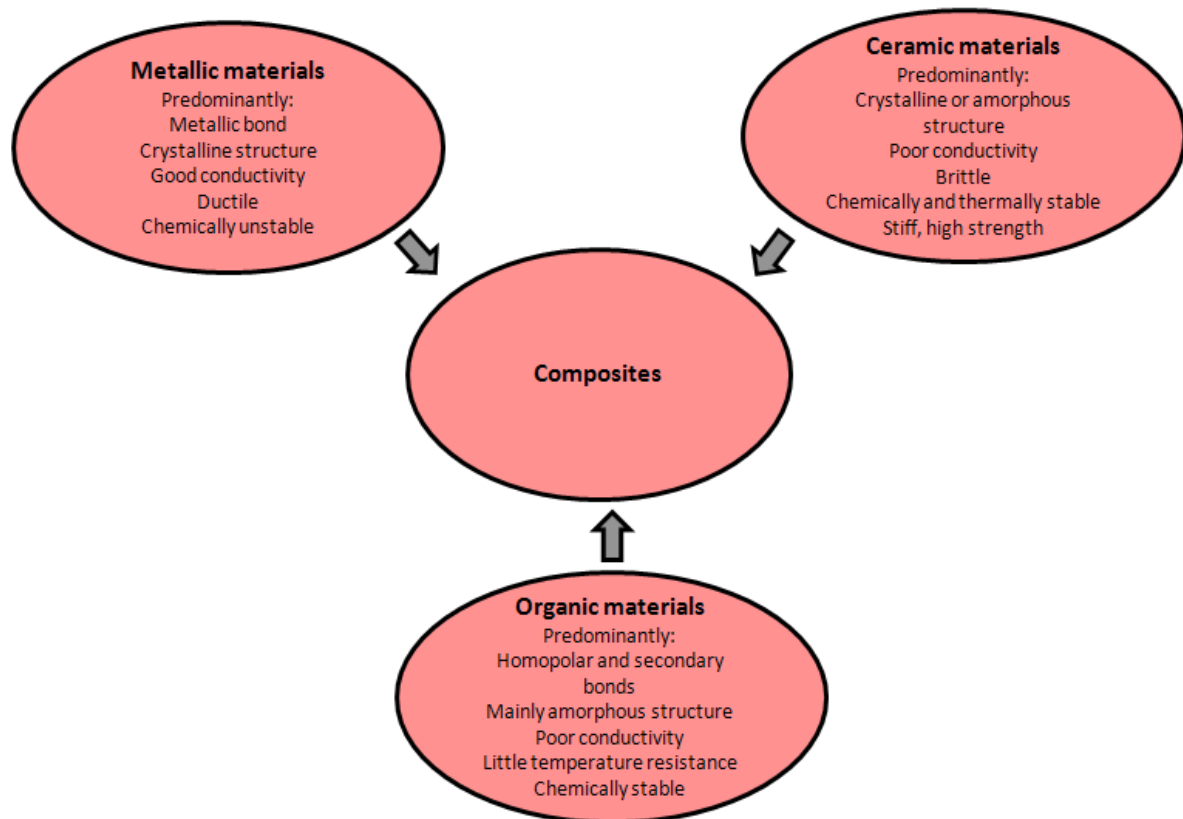 Metallic materials
Predominantly:
Metallic bond
Crystalline structure
Good conductivity
Ductile
Chemically unstable
Ceramic materials
Predominantly:
Crystalline or amorphous
structure
Poor conductivity
Brittle
Chemically and thermally stable
Stiff, high strength
Composites
Organic materials
Predominantly:
Homopolar and secondary
bonds
Mainly amorphous structure
Poor conductivity
Little temperature resistance
Chemically stable